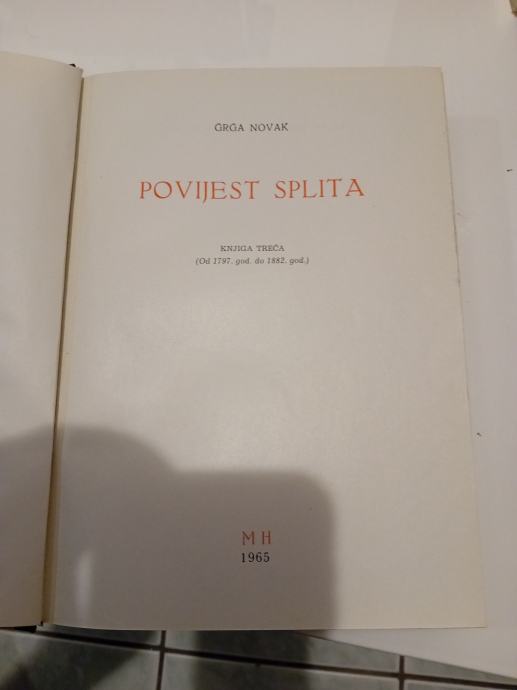 GRGA NOVAK
POVIJEST SPLITA
KNJIGA TREĆA
(Od 1797. god. do 1882. god.)
MH
1965